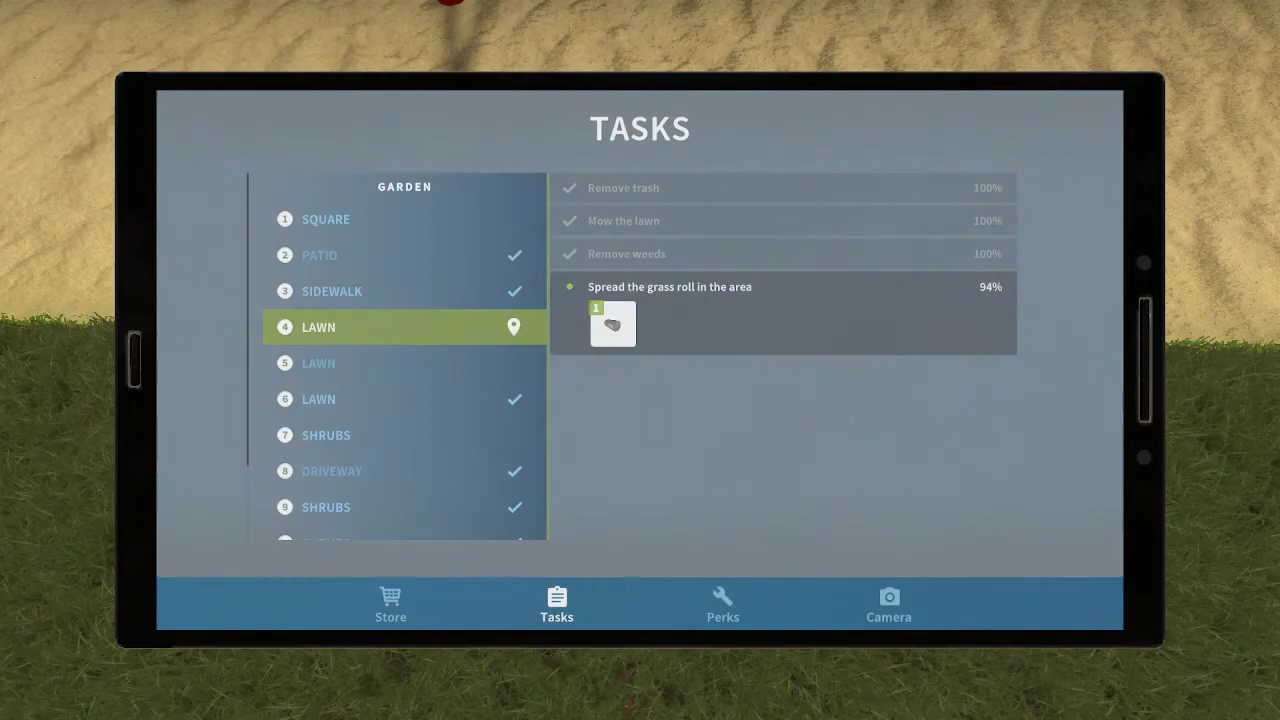 TASKS
GARDEN
1 SQUARE
2 PATIO
3 SIDEWALK
4 LAWN
5 LAWN
6 LAWN
7 SHRUBS
8 DRIVEWAY
9 SHRUBS
Remove trash 100%
Mow the lawn 100%
Remove weeds 100%
Spread the grass roll in the area 94%
1
Store Tasks Perks Camera